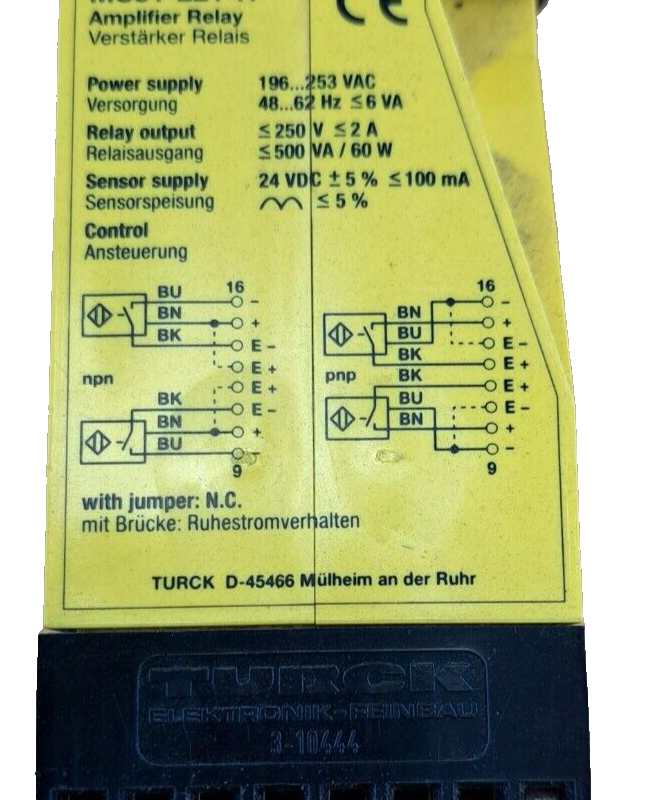 Amplifier Relay
Verstärker Relais
CE
Power supply 196...253 VAC
Versorgung 48...62 Hz ≤6 VA
Relay output ≤250 V ≤2 A
Relaisausgang ≤500 VA / 60 W
Sensor supply 24 VDC ±5 % ≤100 mA
Sensorspeisung ≤ 5 %
Control
Ansteuerung
16
BU –
BN +
BK E –
E +
npn
BK E +
E –
BN +
BU –
9
16
BN –
BU +
E –
BK E +
pnp
BK E +
BU E –
BN +
–
9
with jumper: N.C.
mit Brücke: Ruhestromverhalten
TURCK D-45466 Mülheim an der Ruhr
TURCK
ELEKTRONIK-FEINBAU
3-10444